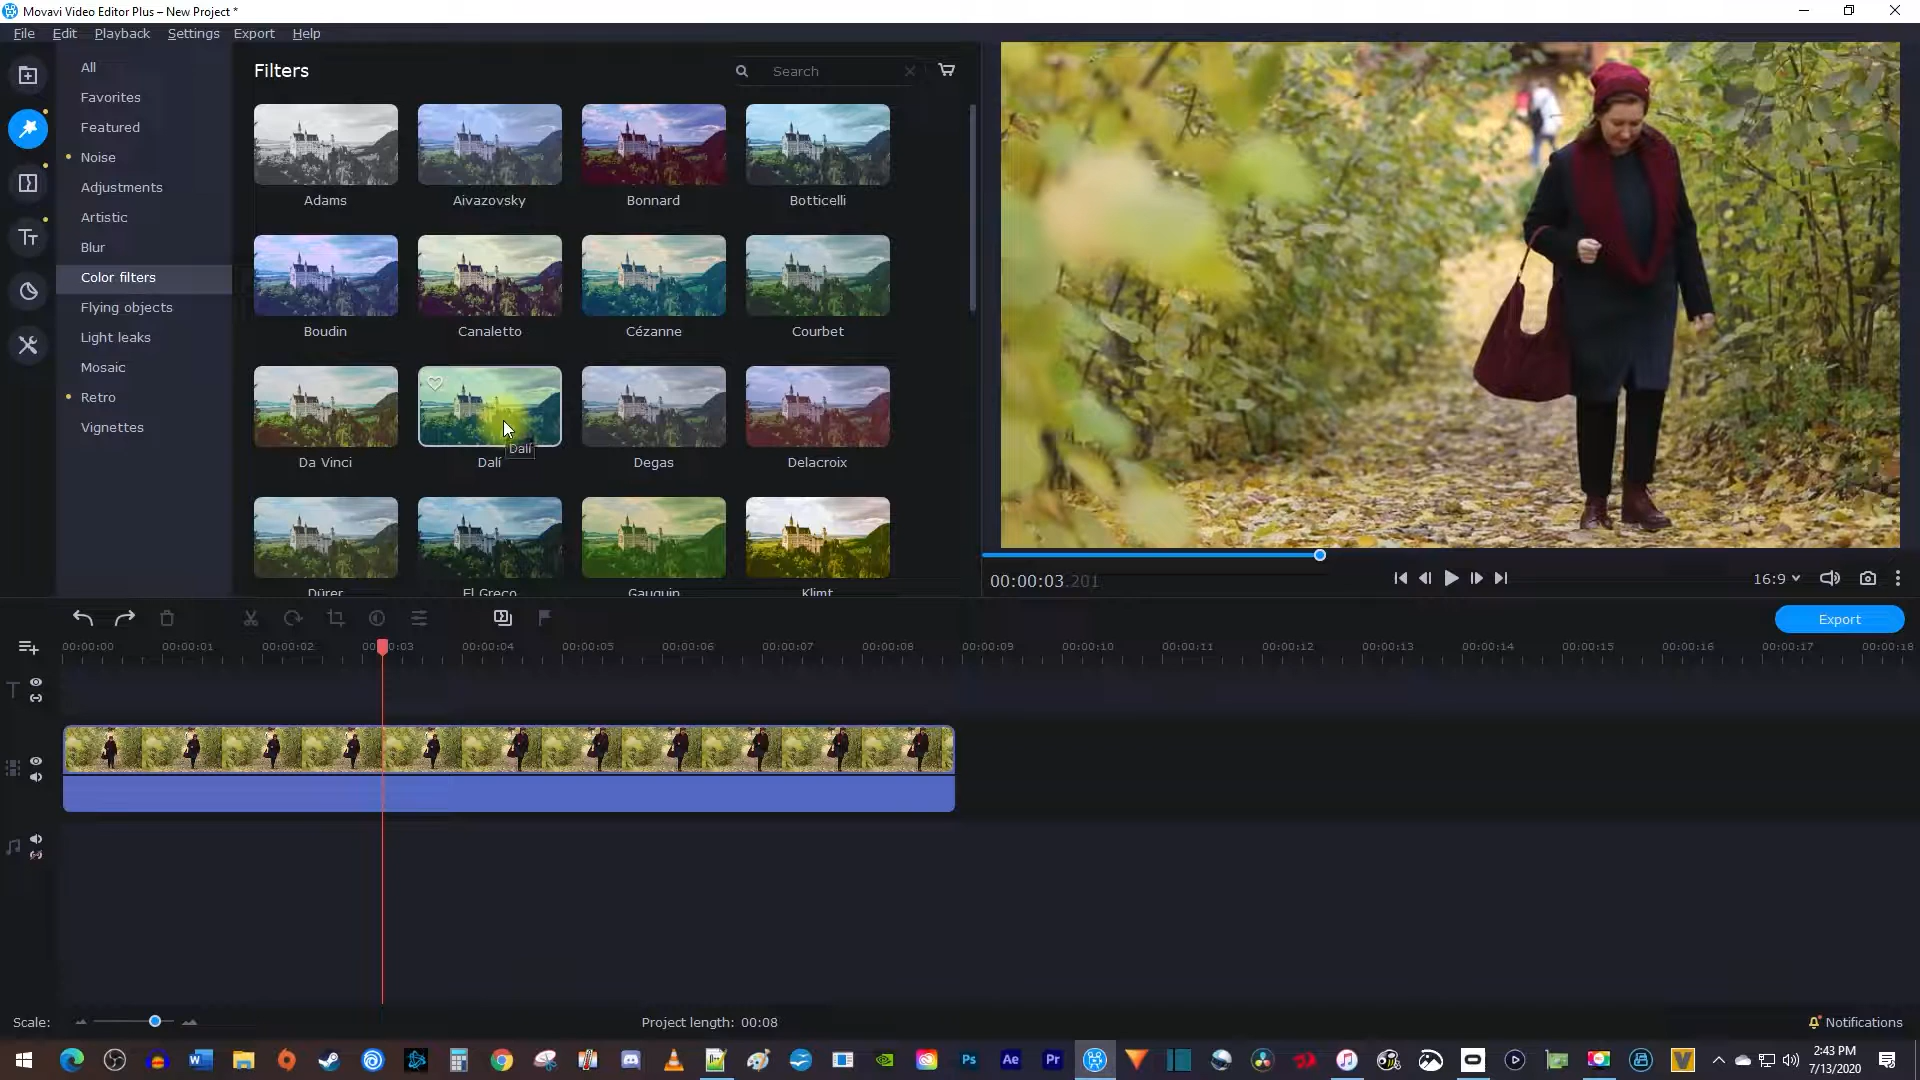 Movavi Video Editor Plus – New Project *
File Edit Playback Settings Export Help
All
Favorites
Featured
Noise
Adjustments
Artistic
Blur
Color filters
Flying objects
Light leaks
Mosaic
Retro
Vignettes
Filters
Search
Adams Aivazovsky Bonnard Botticelli
Boudin Canaletto Cézanne Courbet
Da Vinci Dalí Degas Delacroix
Dalí
Dürer El Greco Gauguin Klimt
00:00:03.201
16:9
Export
00:00:00 00:00:01 00:00:02 00:00:03 00:00:04 00:00:05 00:00:06 00:00:07 00:00:08 00:00:09 00:00:10 00:00:11 00:00:12 00:00:13 00:00:14 00:00:15 00:00:16 00:00:17 00:00:18
Scale:
Project length: 00:08
Notifications
Ps Ae Pr
2:43 PM
7/13/2020